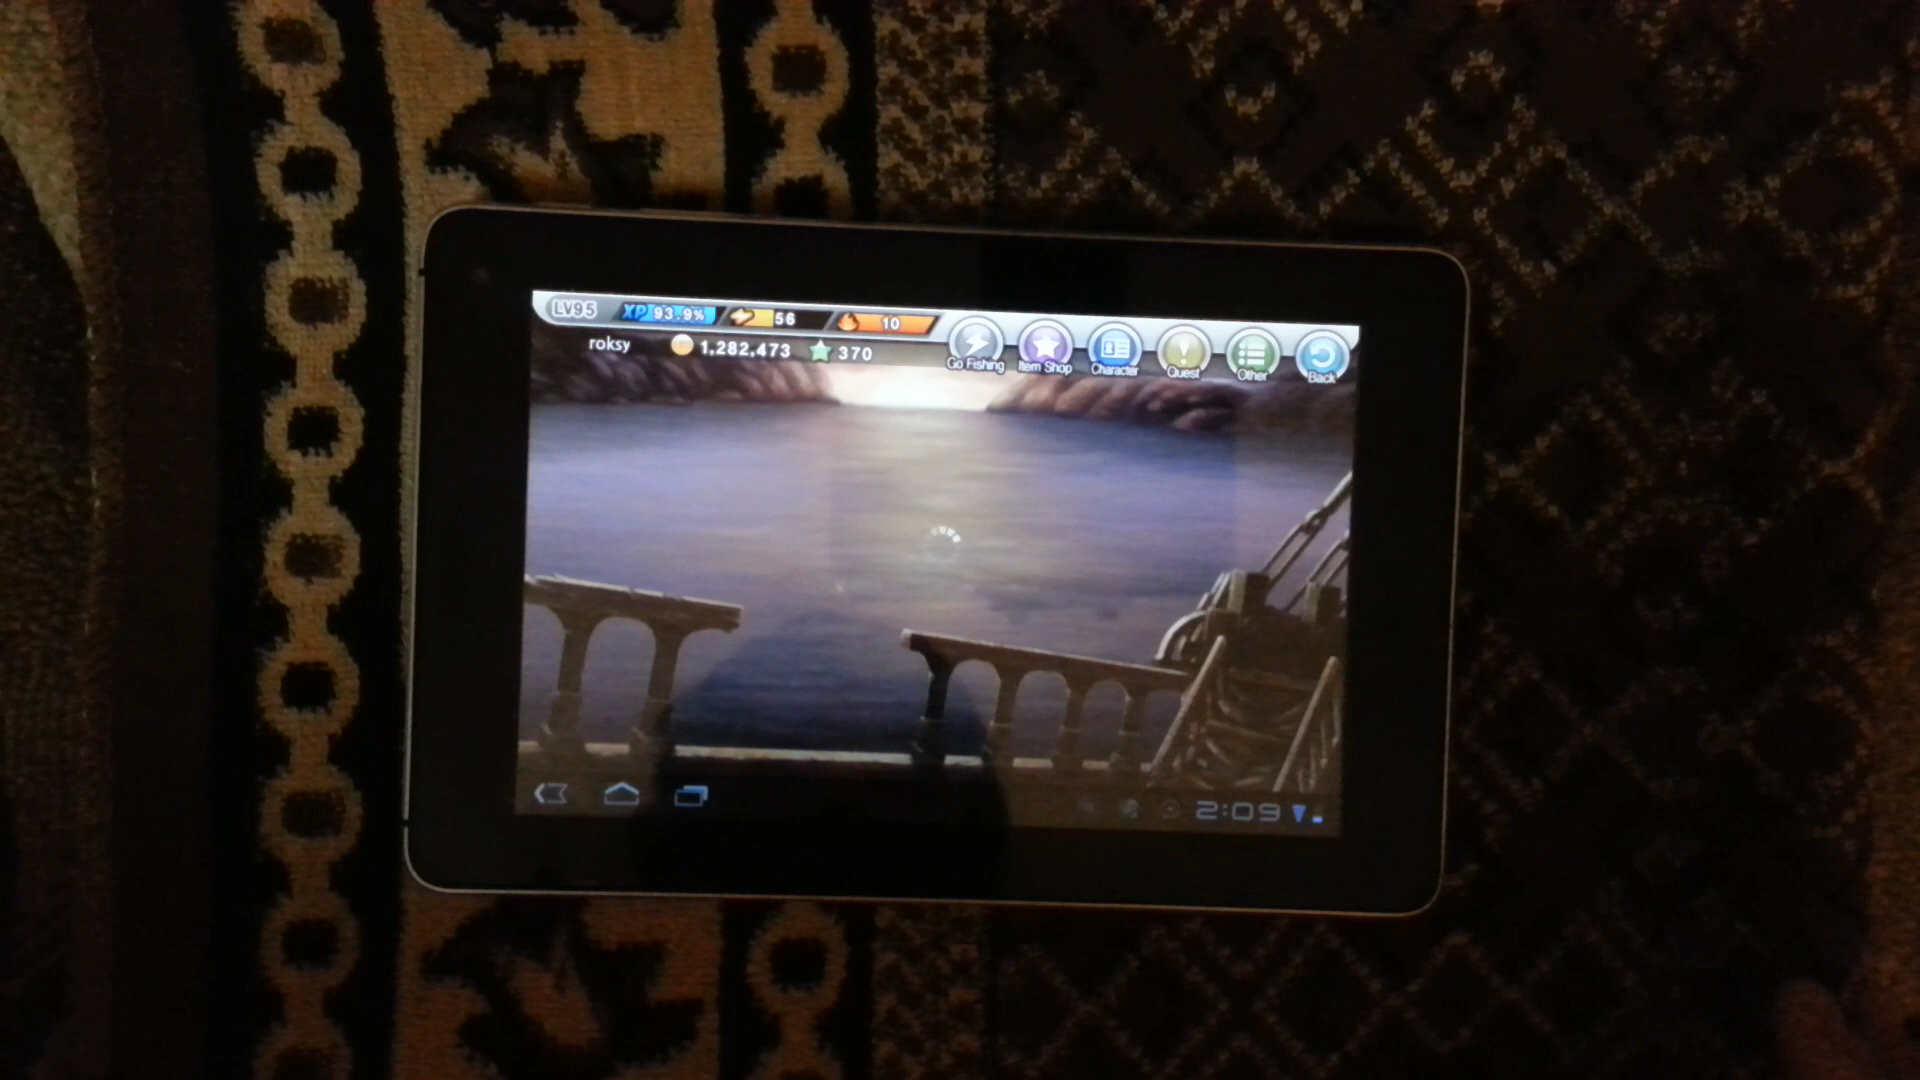 LV95 XP 93.9% 56 10
roksy 1,282,473 370
Go Fishing Item Shop Character Quest Other Back
2:09